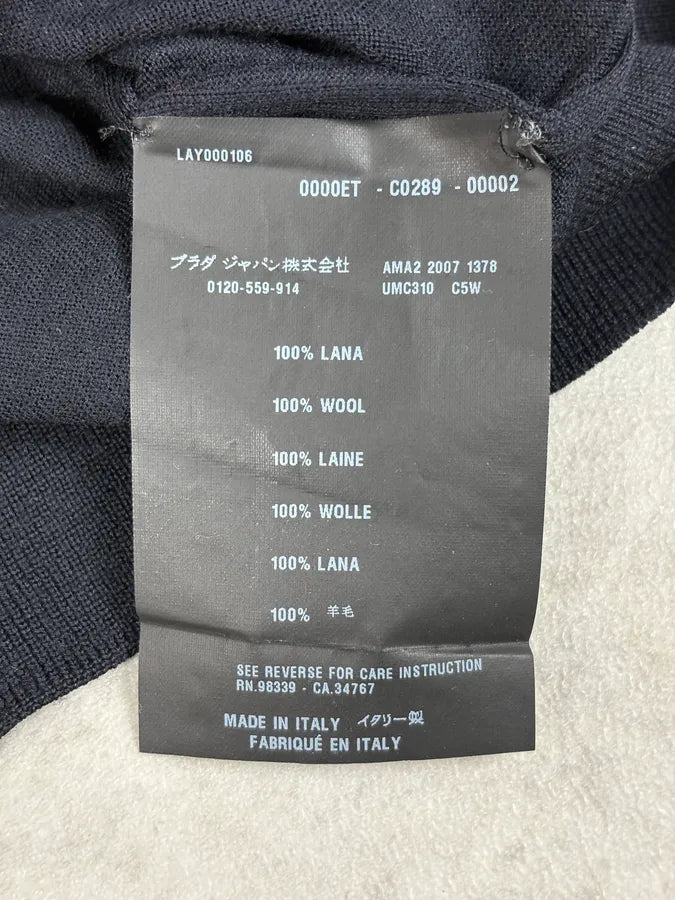 LAY000106
0000ET - C0289 - 00002
プラダ ジャパン株式会社 AMA2 2007 1378
0120-559-914 UMC310 C5W
100% LANA
100% WOOL
100% LAINE
100% WOLLE
100% LANA
100% 羊毛
SEE REVERSE FOR CARE INSTRUCTION
RN.98339 - CA.34767
MADE IN ITALY イタリー製
FABRIQUÉ EN ITALY